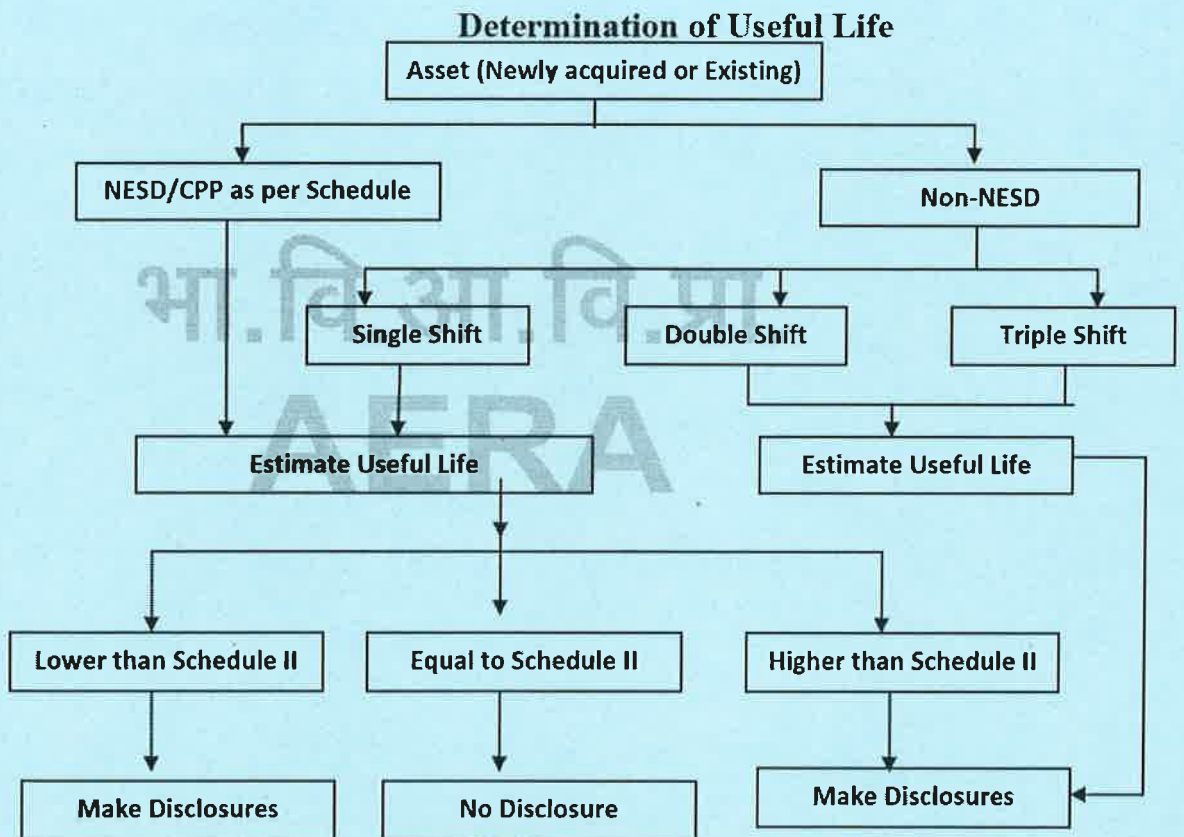 Determination of Useful Life
Asset (Newly acquired or Existing)
NESD/CPP as per Schedule
Non-NESD
भा.वि.आ.वि.प्रा
Single Shift
Double Shift
Triple Shift
AERA
Estimate Useful Life
Estimate Useful Life
Lower than Schedule II
Equal to Schedule II
Higher than Schedule II
Make Disclosures
No Disclosure
Make Disclosures